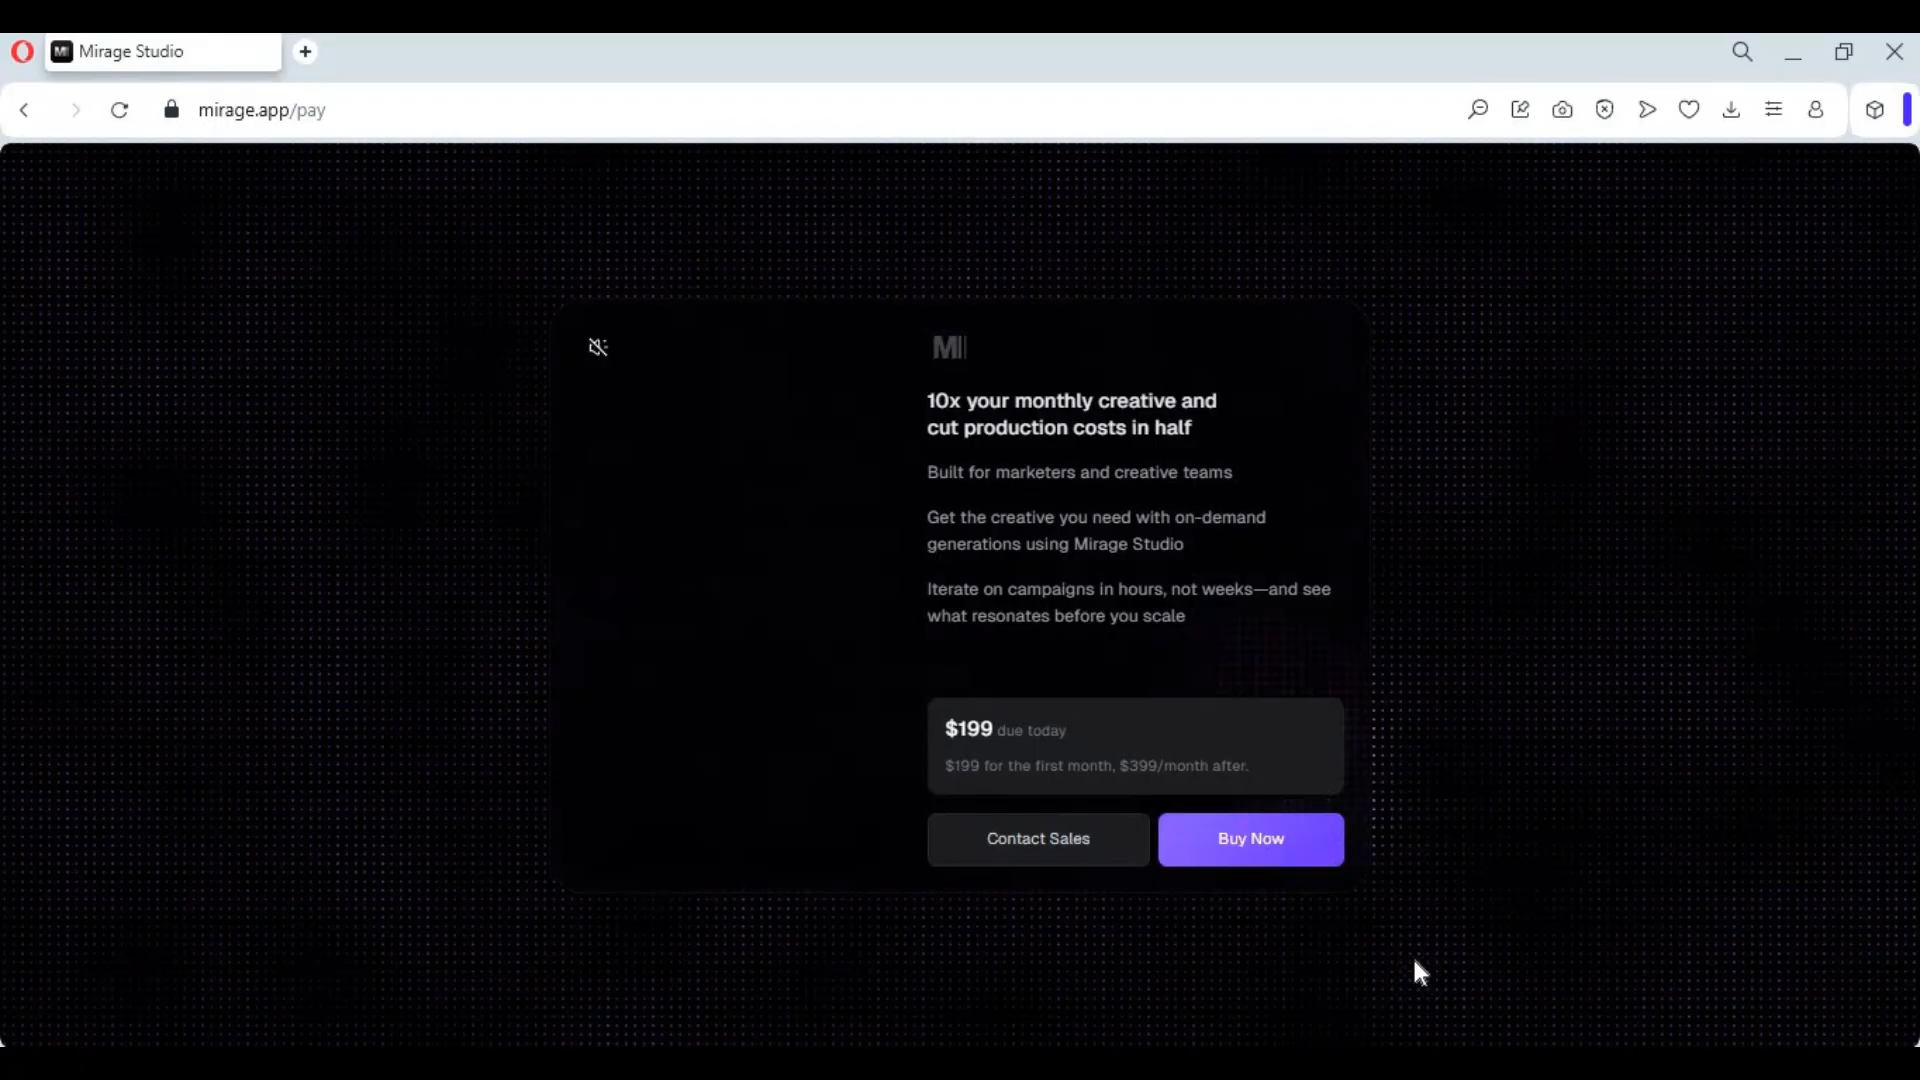 Mirage Studio
mirage.app/pay
M
10x your monthly creative and
cut production costs in half
Built for marketers and creative teams
Get the creative you need with on-demand
generations using Mirage Studio
Iterate on campaigns in hours, not weeks—and see
what resonates before you scale
$199 due today
$199 for the first month, $399/month after.
Contact Sales
Buy Now